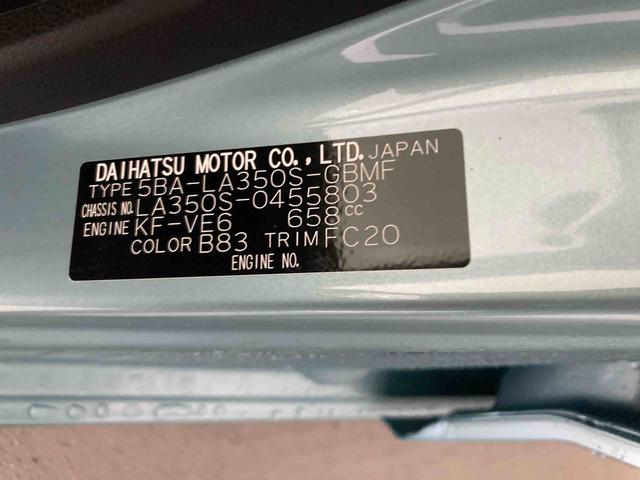 DAIHATSU MOTOR CO., LTD. JAPAN
TYPE 5BA-LA350S-GBMF
CHASSIS NO. LA350S-0455803
ENGINE KF-VE6 658cc
COLOR B83 TRIM FC20
ENGINE NO.